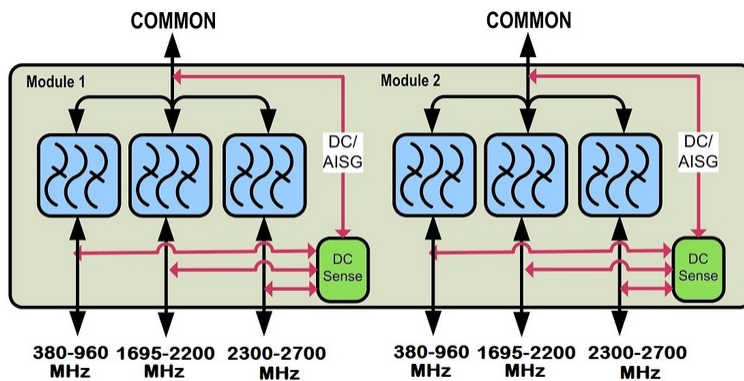 COMMON
COMMON
Module 1
Module 2
DC/
AISG
DC/
AISG
DC
Sense
DC
Sense
380-960
MHz
1695-2200
MHz
2300-2700
MHz
380-960
MHz
1695-2200
MHz
2300-2700
MHz